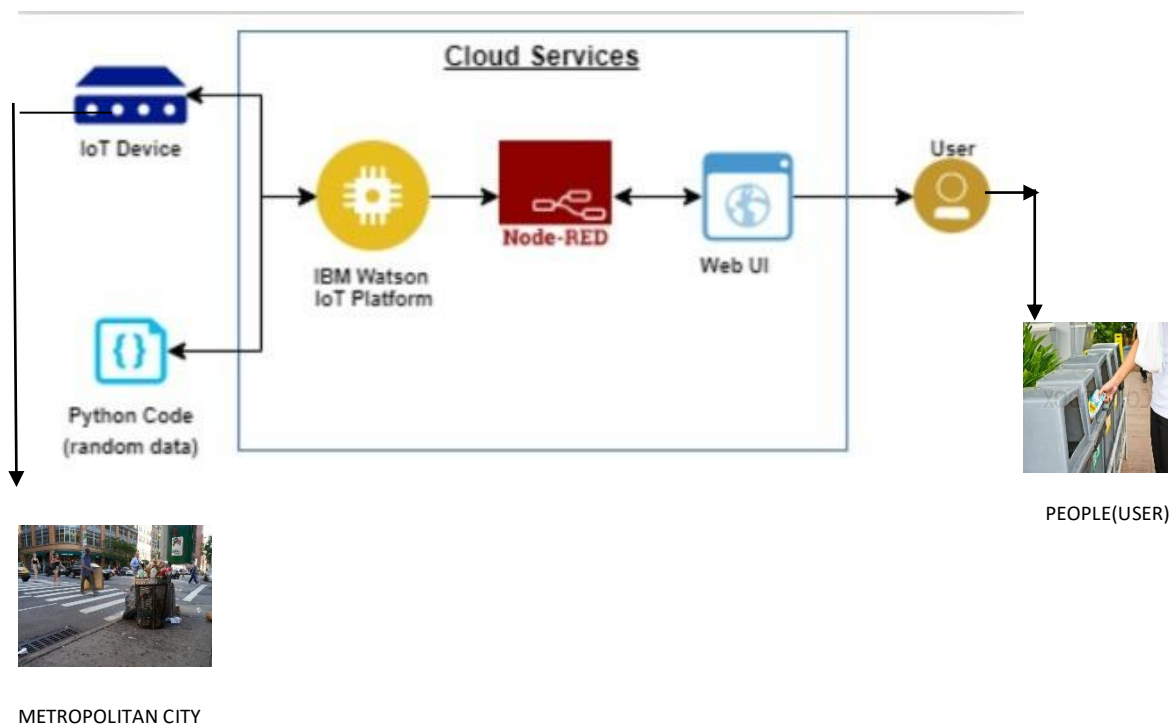 Cloud Services
IoT Device
User
Node-RED
Web UI
IBM Watson
IoT Platform
Python Code
(random data)
PEOPLE(USER)
METROPOLITAN CITY